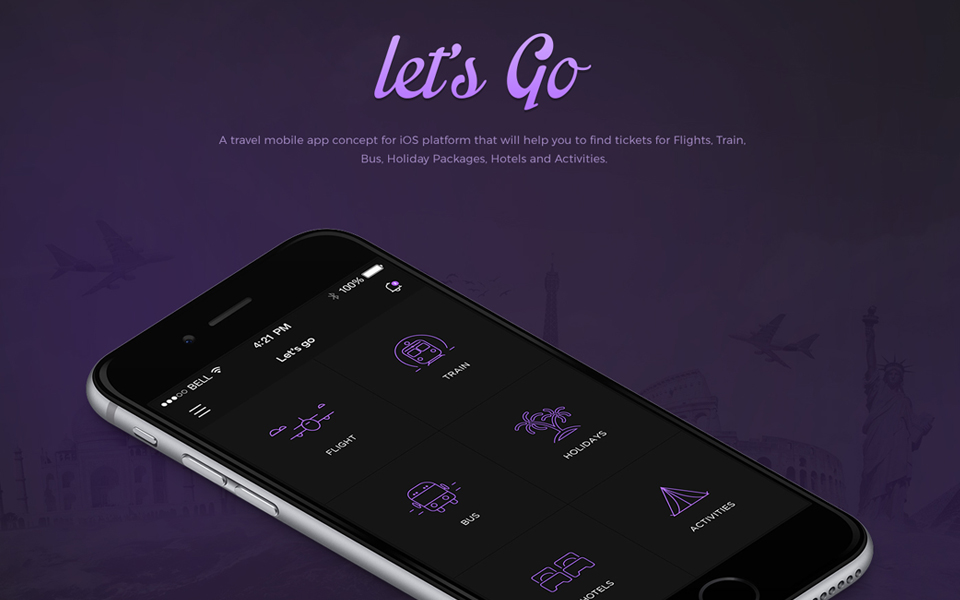 let's Go
A travel mobile app concept for iOS platform that will help you to find tickets for Flights, Train,
Bus, Holiday Packages, Hotels and Activities.
BELL
4:21 PM
100%
Let's go
FLIGHT
TRAIN
BUS
HOLIDAYS
HOTELS
ACTIVITIES